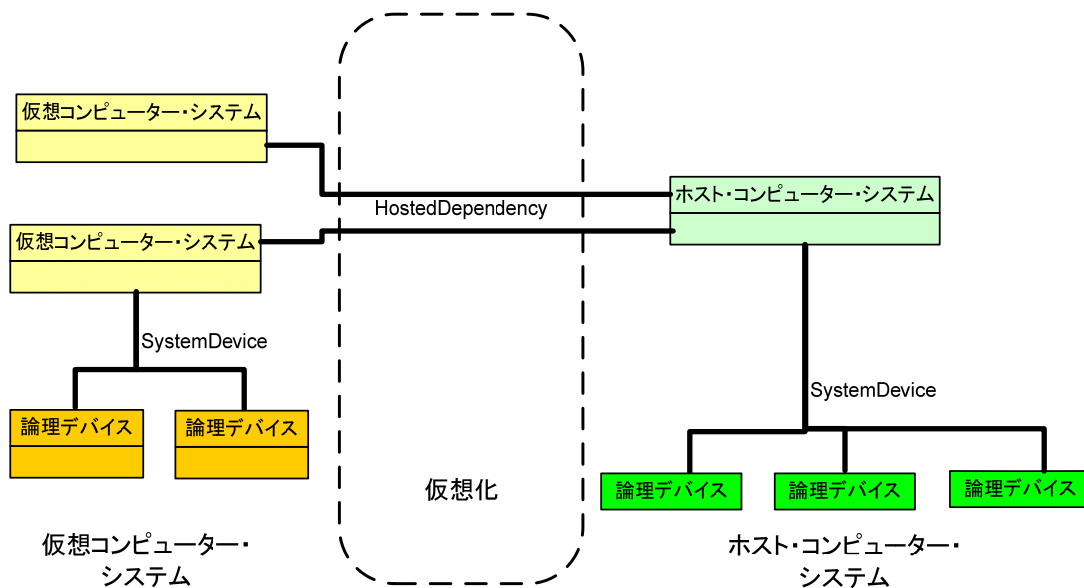 仮想コンピューター・システム
ホスト・コンピューター・システム
HostedDependency
仮想コンピューター・システム
SystemDevice
SystemDevice
論理デバイス
論理デバイス
論理デバイス
論理デバイス
論理デバイス
仮想化
仮想コンピューター・
システム
ホスト・コンピューター・
システム